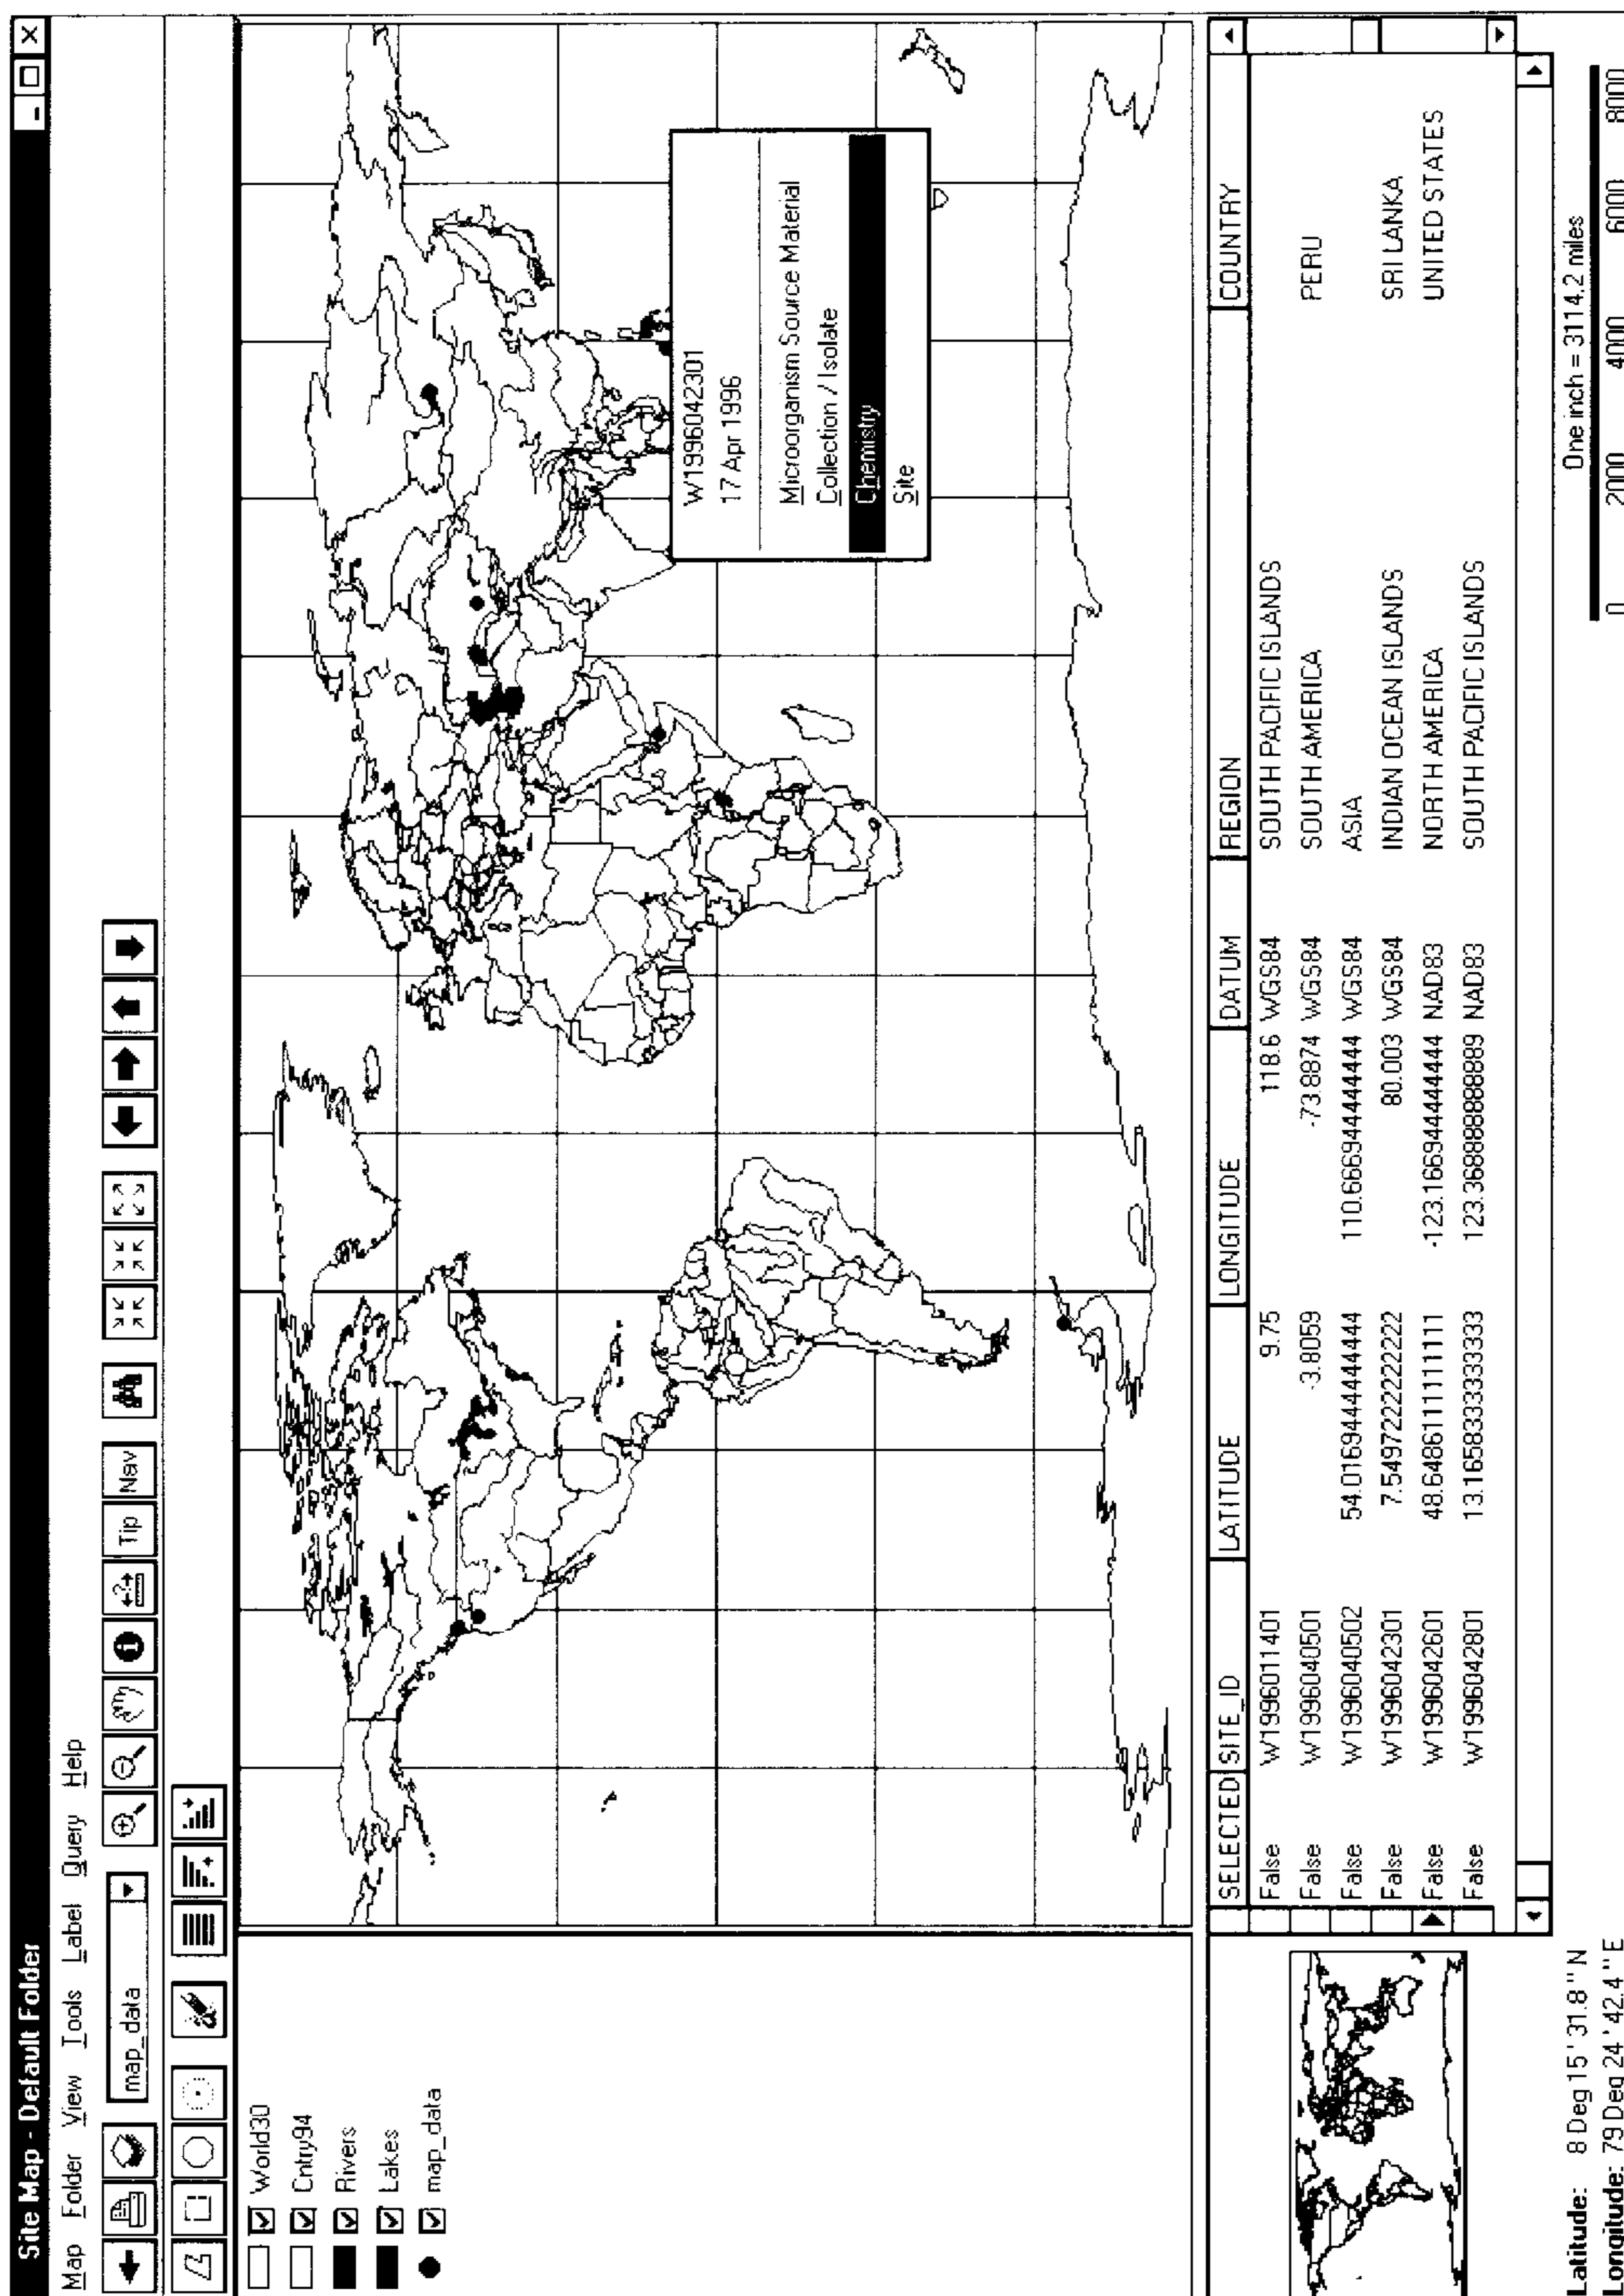 Site Map - Default Folder
Map Folder View Tools Label Query Help
map_data Tip Nav
World30
Cntry94
Rivers
Lakes
map_data
W1996042301
17 Apr 1996
Microorganism Source Material
Collection / Isolate
Chemistry
Site
SELECTED SITE_ID LATITUDE LONGITUDE DATUM REGION COUNTRY
False W1996011401 9.75 118.6 WGS84 SOUTH PACIFIC ISLANDS
False W1996040501 -3.8059 -73.8874 WGS84 SOUTH AMERICA PERU
False W1996040502 54.0169444444444 110.666944444444 WGS84 ASIA
False W1996042301 7.54972222222222 80.003 WGS84 INDIAN OCEAN ISLANDS SRI LANKA
False W1996042601 48.6486111111111 -123.166944444444 NAD83 NORTH AMERICA UNITED STATES
False W1996042801 13.1165833333333 123.368888888889 NAD83 SOUTH PACIFIC ISLANDS
Latitude: 8 Deg 15 ' 31.8 " N
Longitude: 79 Deg 24 ' 42.4 " E
One inch = 3114.2 miles
0 2000 4000 6000 8000